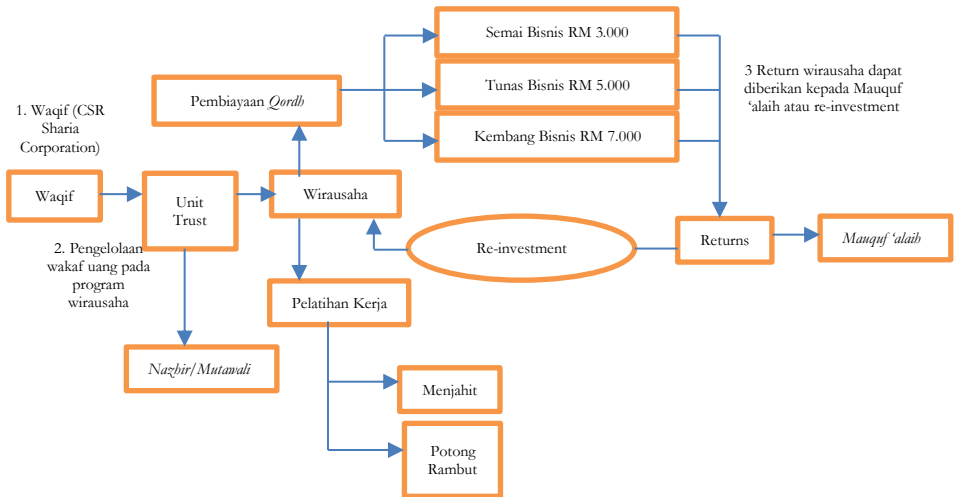 Semai Bisnis RM 3.000
Pembiayaan Qordh
Tunas Bisnis RM 5.000
Kembang Bisnis RM 7.000
3 Return wirausaha dapat
diberikan kepada Mauquf
‘alaih atau re-investment
1. Waqif (CSR
Sharia
Corporation)
Waqif
Unit
Trust
Wirausaha
Re-investment
Returns
Mauquf ‘alaih
2. Pengelolaan
wakaf uang pada
program
wirausaha
Pelatihan Kerja
Nazhir/Mutawali
Menjahit
Potong
Rambut